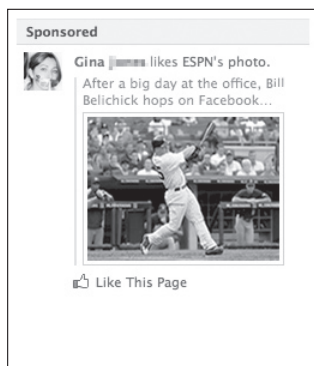 Sponsored
Gina likes ESPN's photo.
After a big day at the office, Bill
Belichick hops on Facebook...
Like This Page